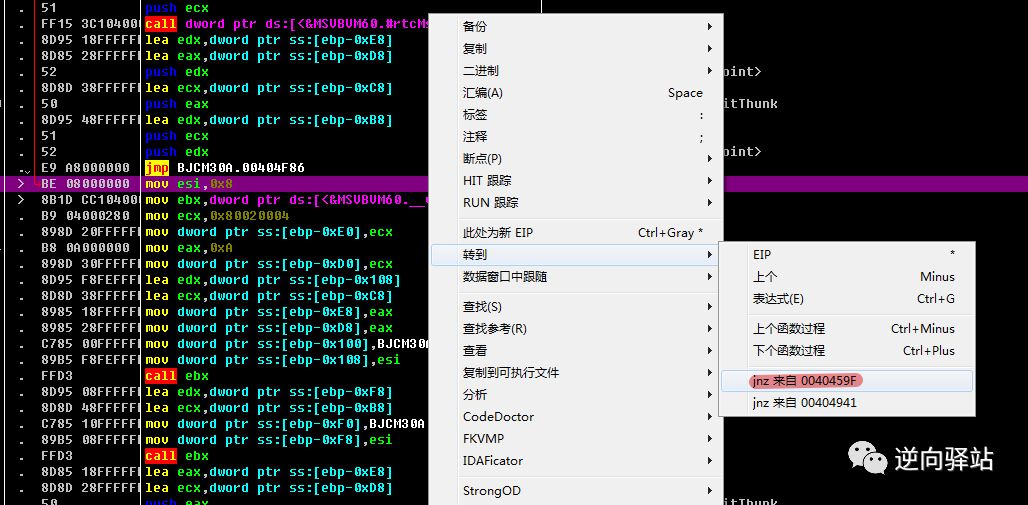 . 51 push ecx
. FF15 3C10400 call dword ptr ds:[<&MSVBVM60.#rtcMs
. 8D95 18FFFFF lea edx,dword ptr ss:[ebp-0xE8]
. 8D85 28FFFFF lea eax,dword ptr ss:[ebp-0xD8]
. 52 push edx oint>
. 8D8D 38FFFFF lea ecx,dword ptr ss:[ebp-0xC8]
. 50 push eax itThunk
. 8D95 48FFFFF lea edx,dword ptr ss:[ebp-0xB8]
. 51 push ecx
. 52 push edx oint>
. E9 A8000000 jmp BJCM30A.00404F86
> BE 08000000 mov esi,0x8
> 8B1D CC10400 mov ebx,dword ptr ds:[<&MSVBVM60.__v
. B9 04000280 mov ecx,0x80020004
. 898D 20FFFFF mov dword ptr ss:[ebp-0xE0],ecx
. B8 0A000000 mov eax,0xA
. 898D 30FFFFF mov dword ptr ss:[ebp-0xD0],ecx
. 8D95 F8FEFFF lea edx,dword ptr ss:[ebp-0x108]
. 8D8D 38FFFFF lea ecx,dword ptr ss:[ebp-0xC8]
. 8985 18FFFFF mov dword ptr ss:[ebp-0xE8],eax
. 8985 28FFFFF mov dword ptr ss:[ebp-0xD8],eax
. C785 00FFFFF mov dword ptr ss:[ebp-0x100],BJCM30A
. 89B5 F8FEFFF mov dword ptr ss:[ebp-0x108],esi
. FFD3 call ebx
. 8D95 08FFFFF lea edx,dword ptr ss:[ebp-0xF8]
. 8D8D 48FFFFF lea ecx,dword ptr ss:[ebp-0xB8]
. C785 10FFFFF mov dword ptr ss:[ebp-0xF0],BJCM30A
. 89B5 08FFFFF mov dword ptr ss:[ebp-0xF8],esi
. FFD3 call ebx
. 8D85 18FFFFF lea eax,dword ptr ss:[ebp-0xE8]
. 8D8D 28FFFFF lea ecx,dword ptr ss:[ebp-0xD8]
. 50 push eax itThunk
备份
复制
二进制
汇编(A) Space
标签 :
注释 ;
断点(P)
HIT 跟踪
RUN 跟踪
此处为新 EIP Ctrl+Gray *
转到
数据窗口中跟随
查找(S)
查找参考(R)
查看
复制到可执行文件
分析
CodeDoctor
FKVMP
IDAFicator
StrongOD
EIP *
上个 Minus
表达式(E) Ctrl+G
上个函数过程 Ctrl+Minus
下个函数过程 Ctrl+Plus
jnz 来自 0040459F
jnz 来自 00404941
逆向驿站